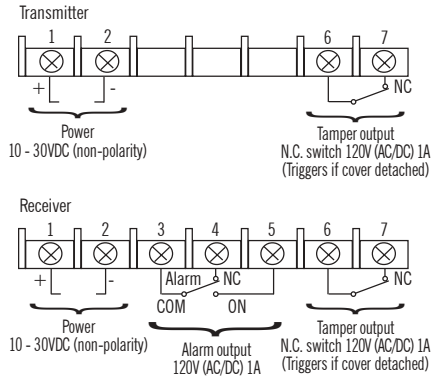 Transmitter
1 2 6 7
+ - NC
Power
10 - 30VDC (non-polarity)
Tamper output
N.C. switch 120V (AC/DC) 1A
(Triggers if cover detached)
Receiver
1 2 3 4 5 6 7
+ - Alarm NC NC
COM ON
Power
10 - 30VDC (non-polarity)
Alarm output
120V (AC/DC) 1A
Tamper output
N.C. switch 120V (AC/DC) 1A
(Triggers if cover detached)